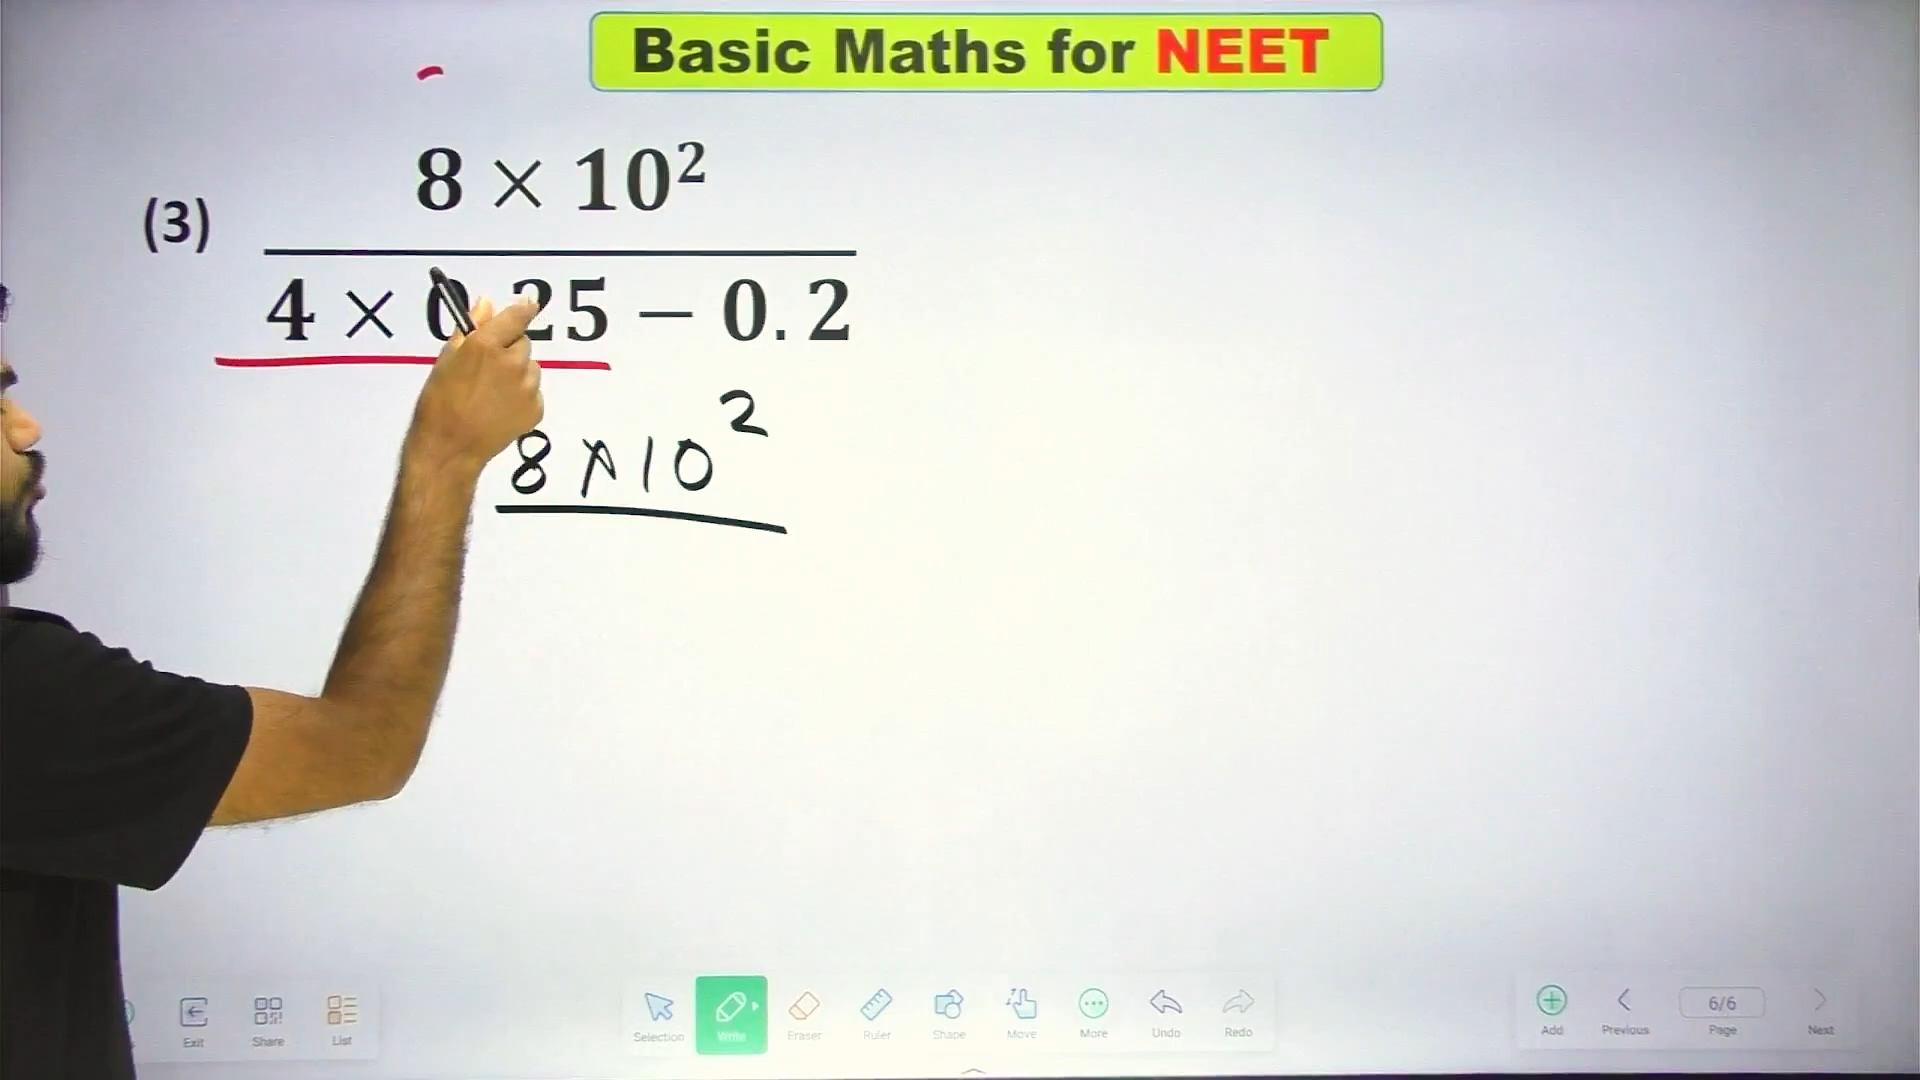 Basic Maths for NEET
(3)
8 × 10²
4 × 0.25 − 0.2
8 × 10²
Exit
Share
List
Selection
Write
Eraser
Ruler
Shape
Move
More
Undo
Redo
Add
Previous
6/6
Page
Next